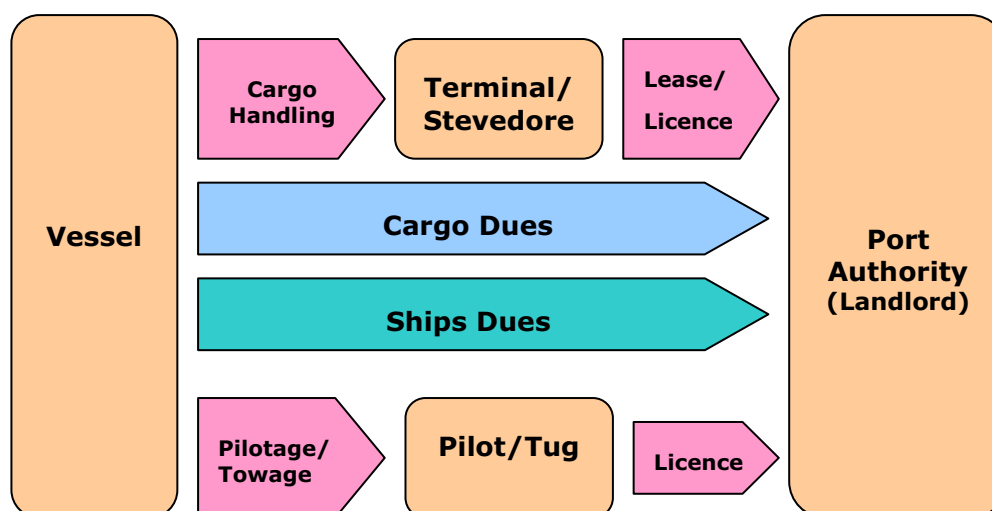 Vessel
Cargo
Handling
Terminal/
Stevedore
Lease/
Licence
Cargo Dues
Ships Dues
Pilotage/
Towage
Pilot/Tug
Licence
Port
Authority
(Landlord)